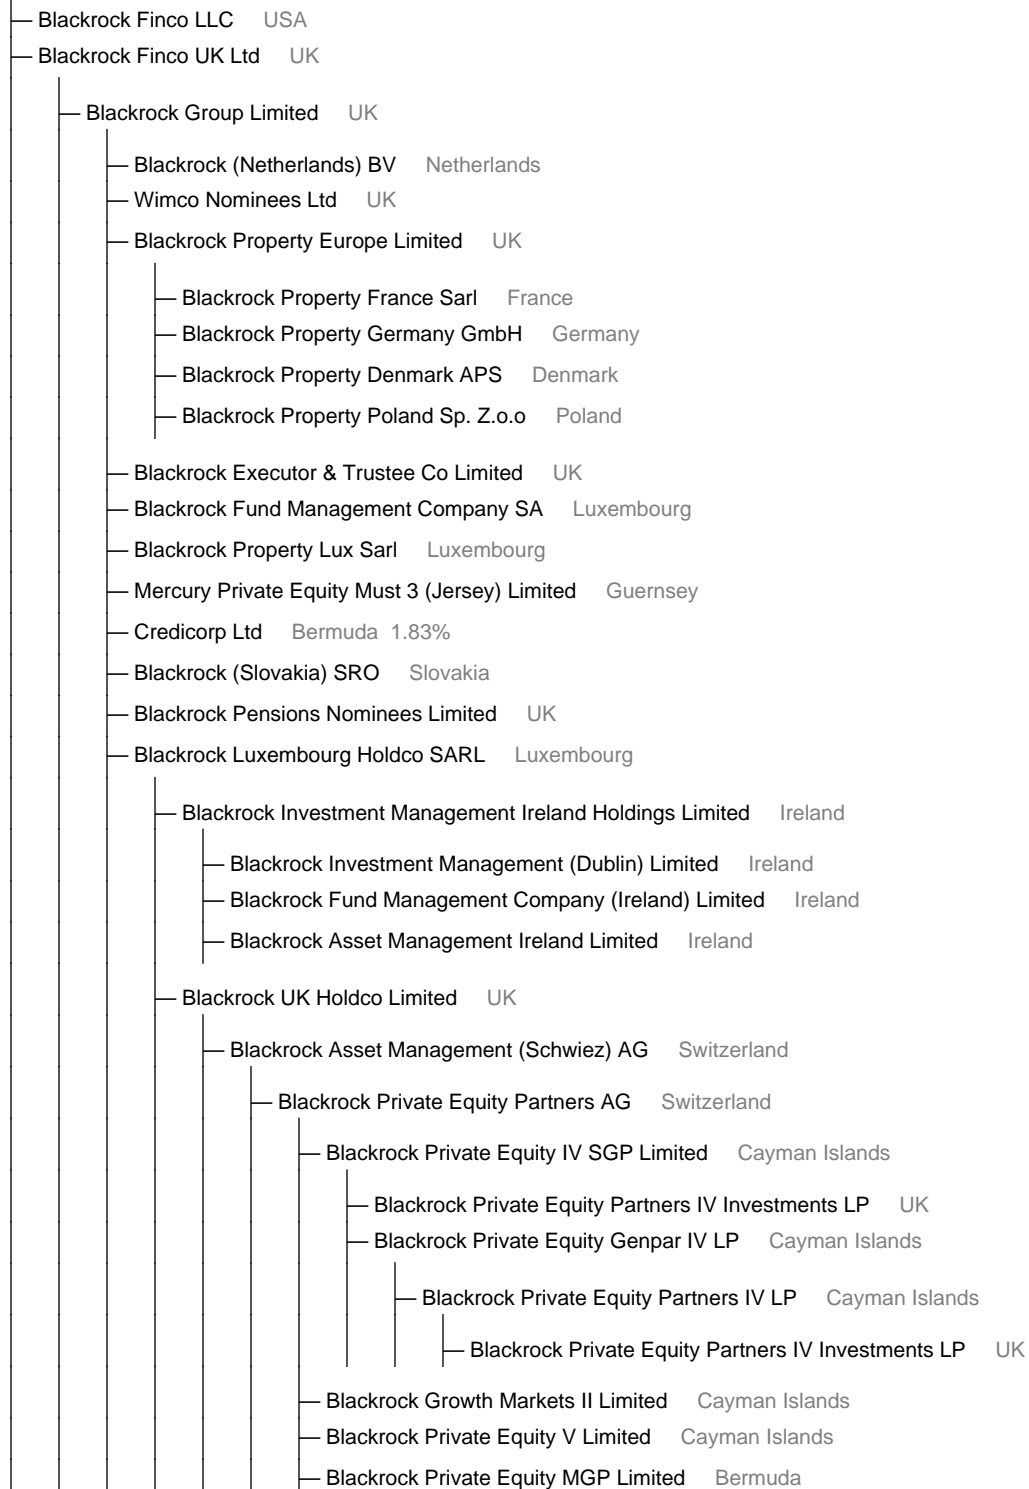 Blackrock Finco LLC USA
Blackrock Finco UK Ltd UK
Blackrock Group Limited UK
Blackrock (Netherlands) BV Netherlands
Wimco Nominees Ltd UK
Blackrock Property Europe Limited UK
Blackrock Property France Sarl France
Blackrock Property Germany GmbH Germany
Blackrock Property Denmark APS Denmark
Blackrock Property Poland Sp. Z.o.o Poland
Blackrock Executor & Trustee Co Limited UK
Blackrock Fund Management Company SA Luxembourg
Blackrock Property Lux Sarl Luxembourg
Mercury Private Equity Must 3 (Jersey) Limited Guernsey
Credicorp Ltd Bermuda 1.83%
Blackrock (Slovakia) SRO Slovakia
Blackrock Pensions Nominees Limited UK
Blackrock Luxembourg Holdco SARL Luxembourg
Blackrock Investment Management Ireland Holdings Limited Ireland
Blackrock Investment Management (Dublin) Limited Ireland
Blackrock Fund Management Company (Ireland) Limited Ireland
Blackrock Asset Management Ireland Limited Ireland
Blackrock UK Holdco Limited UK
Blackrock Asset Management (Schwiez) AG Switzerland
Blackrock Private Equity Partners AG Switzerland
Blackrock Private Equity IV SGP Limited Cayman Islands
Blackrock Private Equity Partners IV Investments LP UK
Blackrock Private Equity Genpar IV LP Cayman Islands
Blackrock Private Equity Partners IV LP Cayman Islands
Blackrock Private Equity Partners IV Investments LP UK
Blackrock Growth Markets II Limited Cayman Islands
Blackrock Private Equity V Limited Cayman Islands
Blackrock Private Equity MGP Limited Bermuda